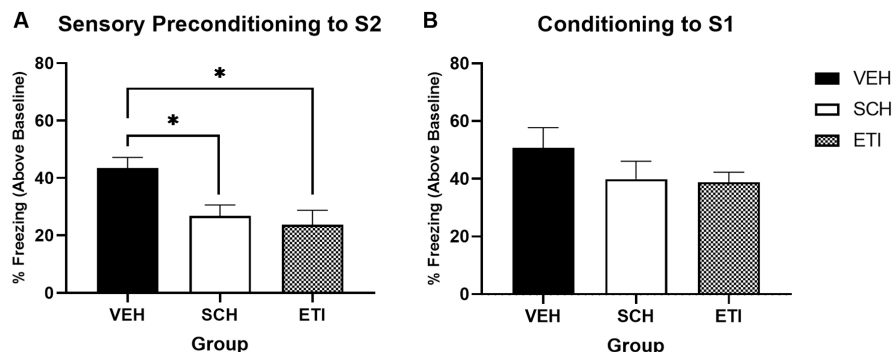 A Sensory Preconditioning to S2
80
60
40
20
0
% Freezing (Above Baseline)
*
*
VEH SCH ETI
Group
B Conditioning to S1
80
60
40
20
0
% Freezing (Above Baseline)
VEH SCH ETI
Group
VEH
SCH
ETI